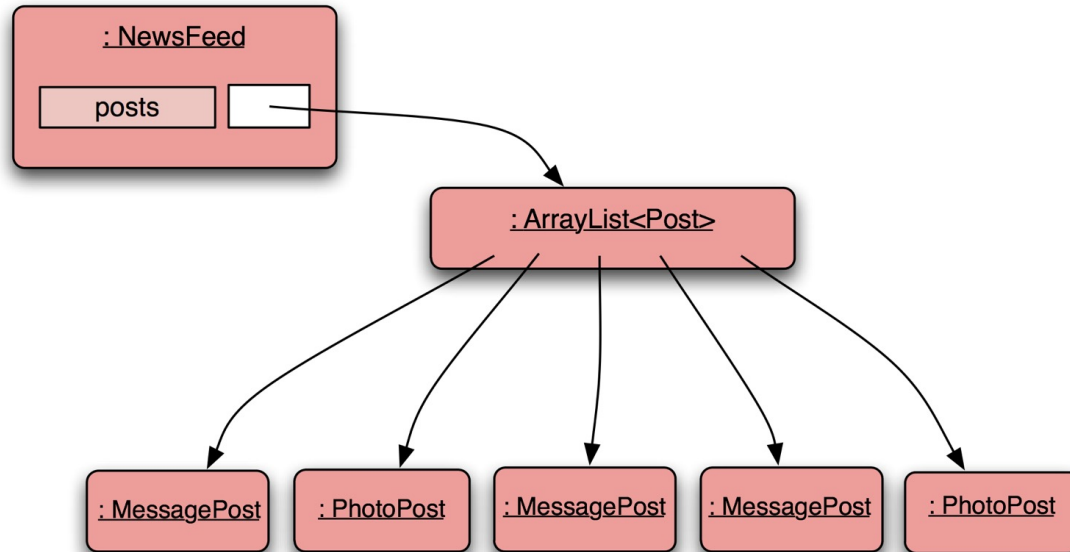 : NewsFeed
posts
: ArrayList<Post>
: MessagePost
: PhotoPost
: MessagePost
: MessagePost
: PhotoPost